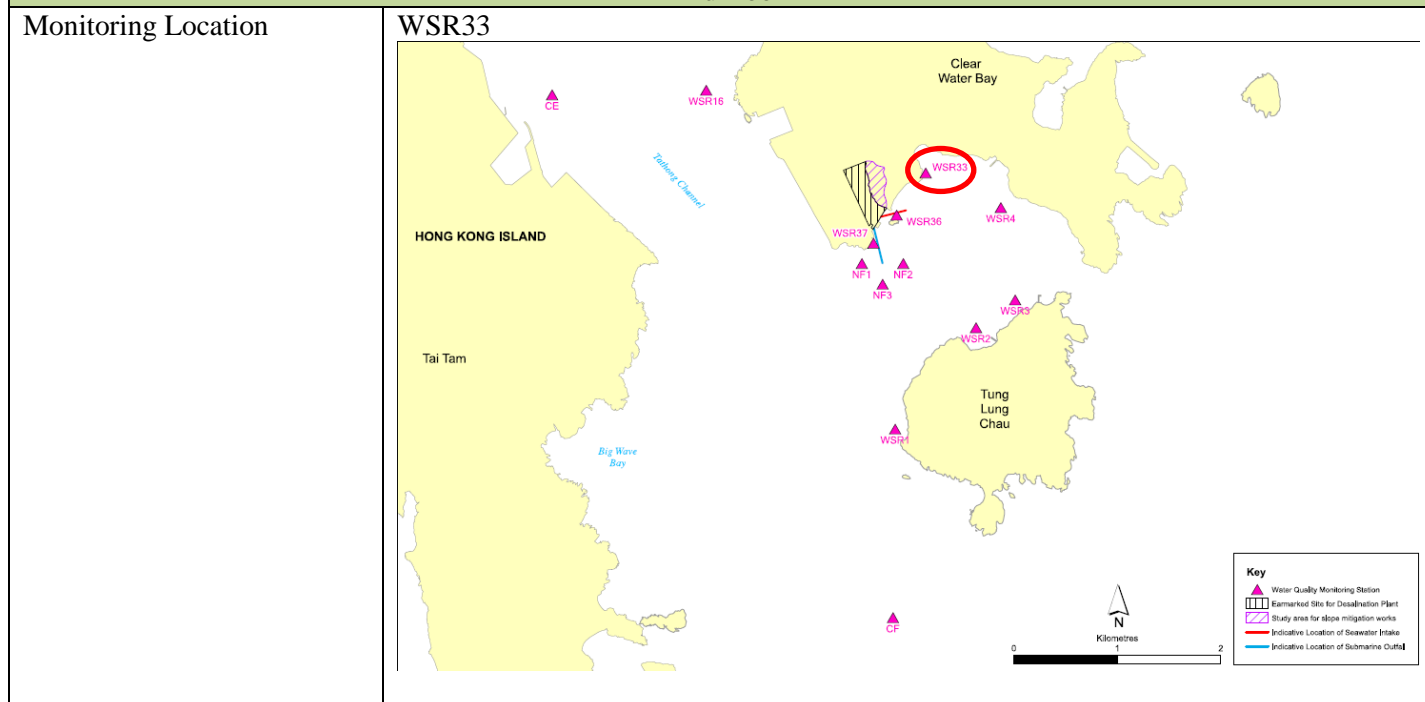 Monitoring Location
WSR33
Clear
Water Bay
CE
WSR16
Tathong Channel
WSR33
WSR36
WSR4
HONG KONG ISLAND
WSR37
NF1
NF2
NF3
WSR3
WSR2
Tai Tam
Tung
Lung
Chau
WSR1
Big Wave
Bay
CF
N
Kilometres
0
1
2
Key
Water Quality Monitoring Station
Earmarked Site for Desalination Plant
Study area for slope mitigation works
Indicative Location of Seawater Intake
Indicative Location of Submarine Outfall